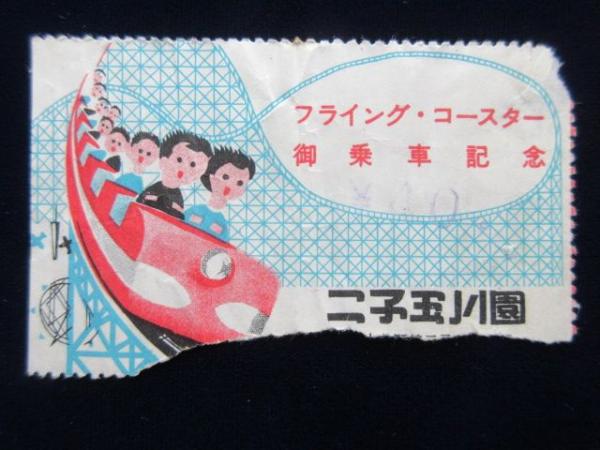 フライング・コースター
御乗車記念
二子玉川園